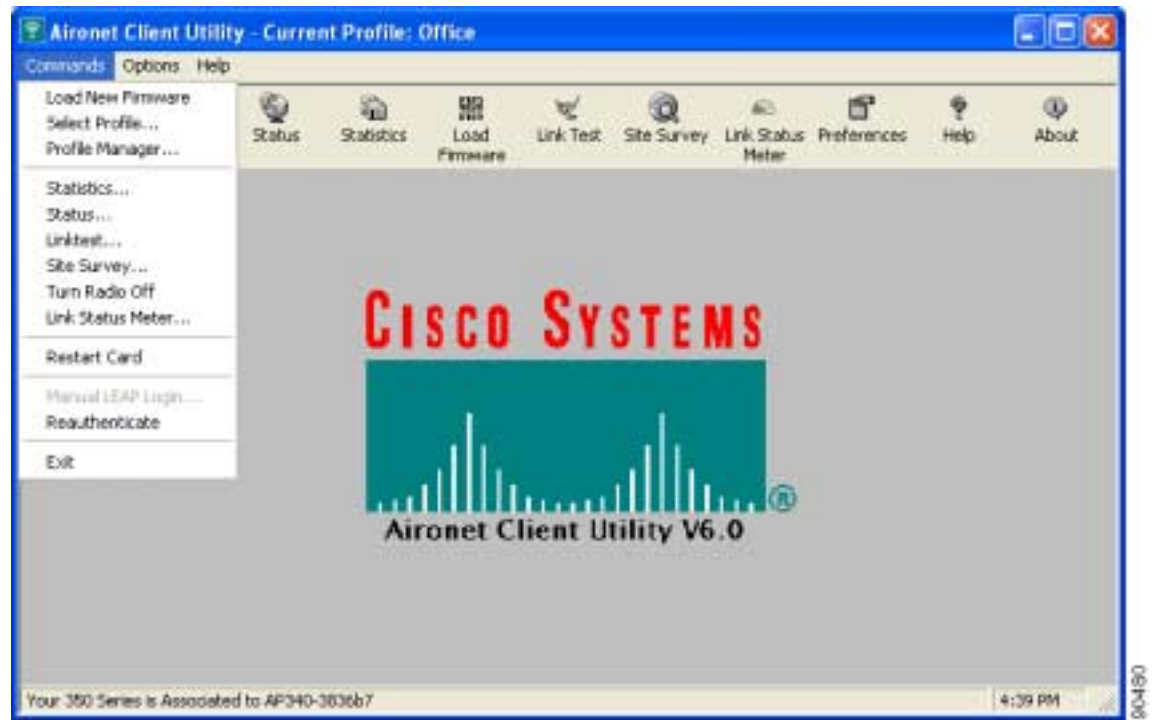 Aironet Client Utility - Current Profile: Office
Commands Options Help
Load New Firmware
Select Profile...
Profile Manager...
Statistics...
Status...
Linktest...
Site Survey...
Turn Radio Off
Link Status Meter...
Restart Card
Manual LEAP Login...
Reauthenticate
Exit
Status
Statistics
Load Firmware
Link Test
Site Survey
Link Status Meter
Preferences
Help
About
CISCO SYSTEMS
®
Aironet Client Utility V6.0
Your 350 Series is Associated to AP340-3836b7
4:39 PM
90480